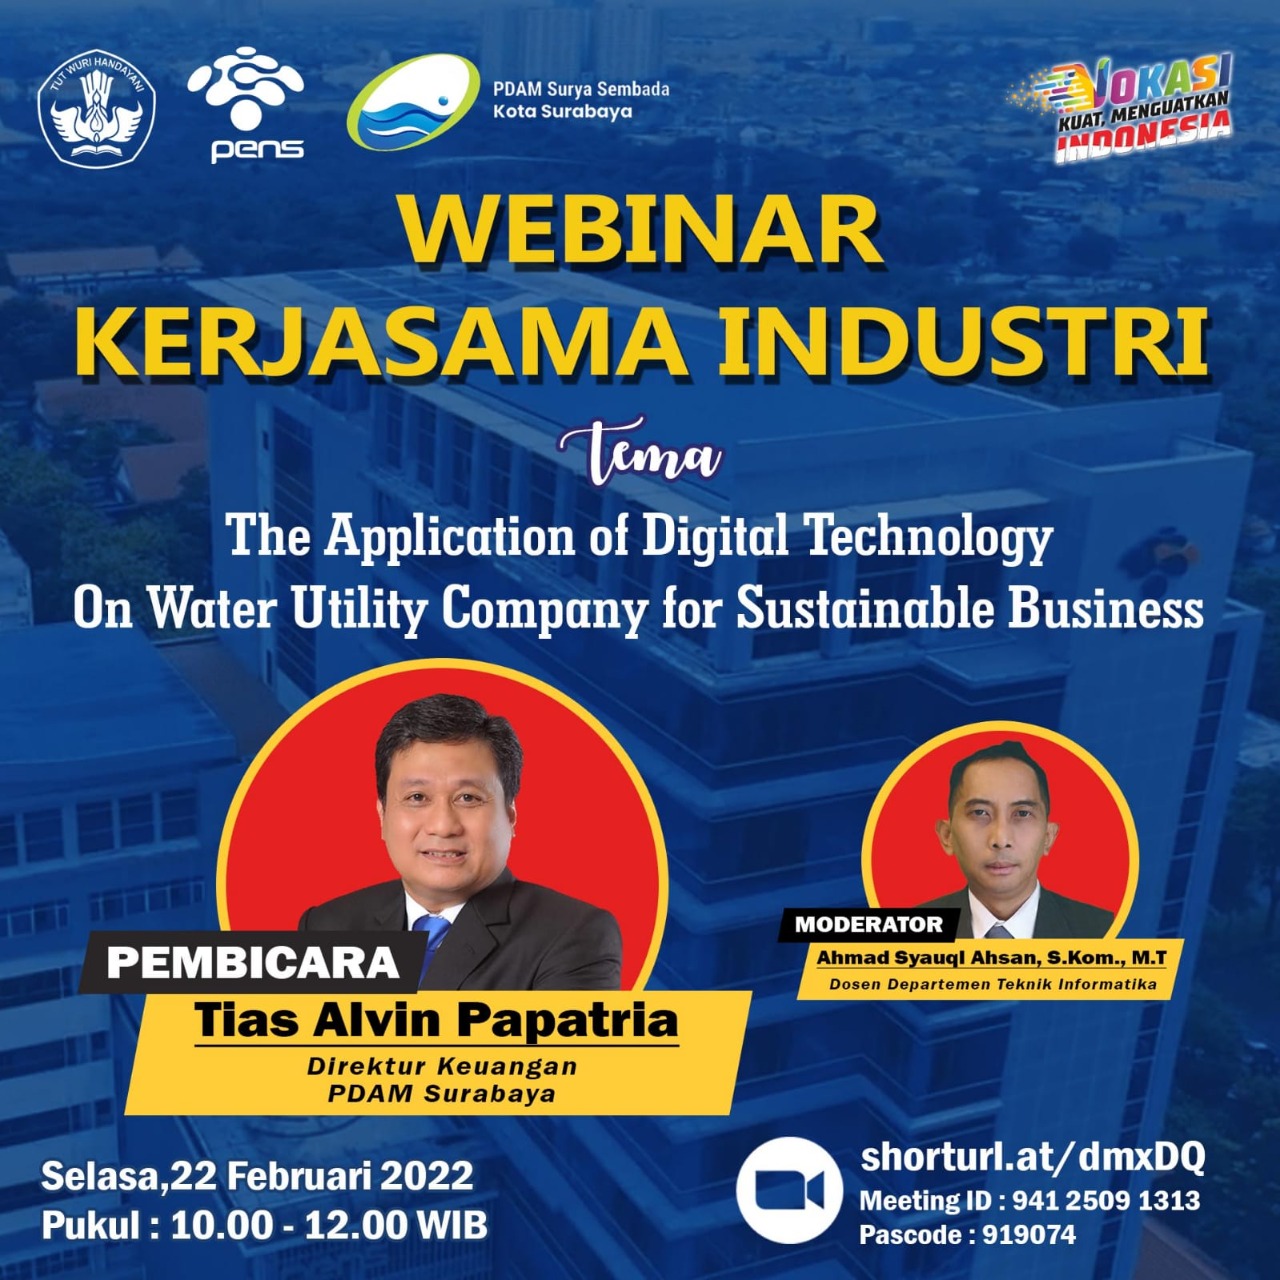 TUT WURI HANDAYANI
pens
PDAM Surya Sembada
Kota Surabaya
VOKASI
KUAT, MENGUATKAN
INDONESIA
WEBINAR
KERJASAMA INDUSTRI
tema
The Application of Digital Technology
On Water Utility Company for Sustainable Business
PEMBICARA
Tias Alvin Papatria
Direktur Keuangan
PDAM Surabaya
MODERATOR
Ahmad Syauql Ahsan, S.Kom., M.T
Dosen Departemen Teknik Informatika
Selasa,22 Februari 2022
Pukul : 10.00 - 12.00 WIB
shorturl.at/dmxDQ
Meeting ID : 941 2509 1313
Pascode : 919074